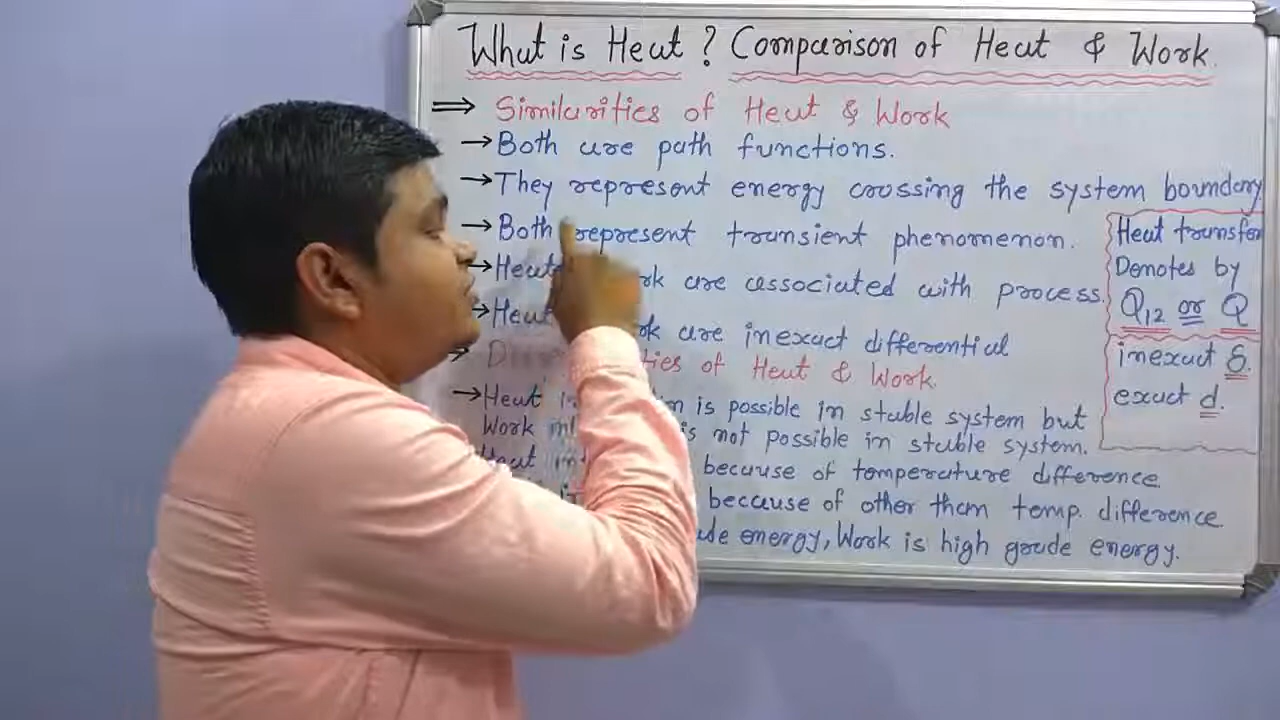 What is Heat ? Comparison of Heat & Work.
⇒ Similarities of Heat & Work
→ Both are path functions.
→ They represent energy crossing the system boundary
→ Both represent transient phenomenon.
→ Heat are associated with process.
→ Heat are inexact differential
of Heat & Work.
→ Heat is possible in stable system but
Work is not possible in stable system.
Heat because of temperature difference
because of other than temp. difference
energy, Work is high grade energy.
Heat transfer
Denotes by
Q12 or Q
inexact δ.
exact d.